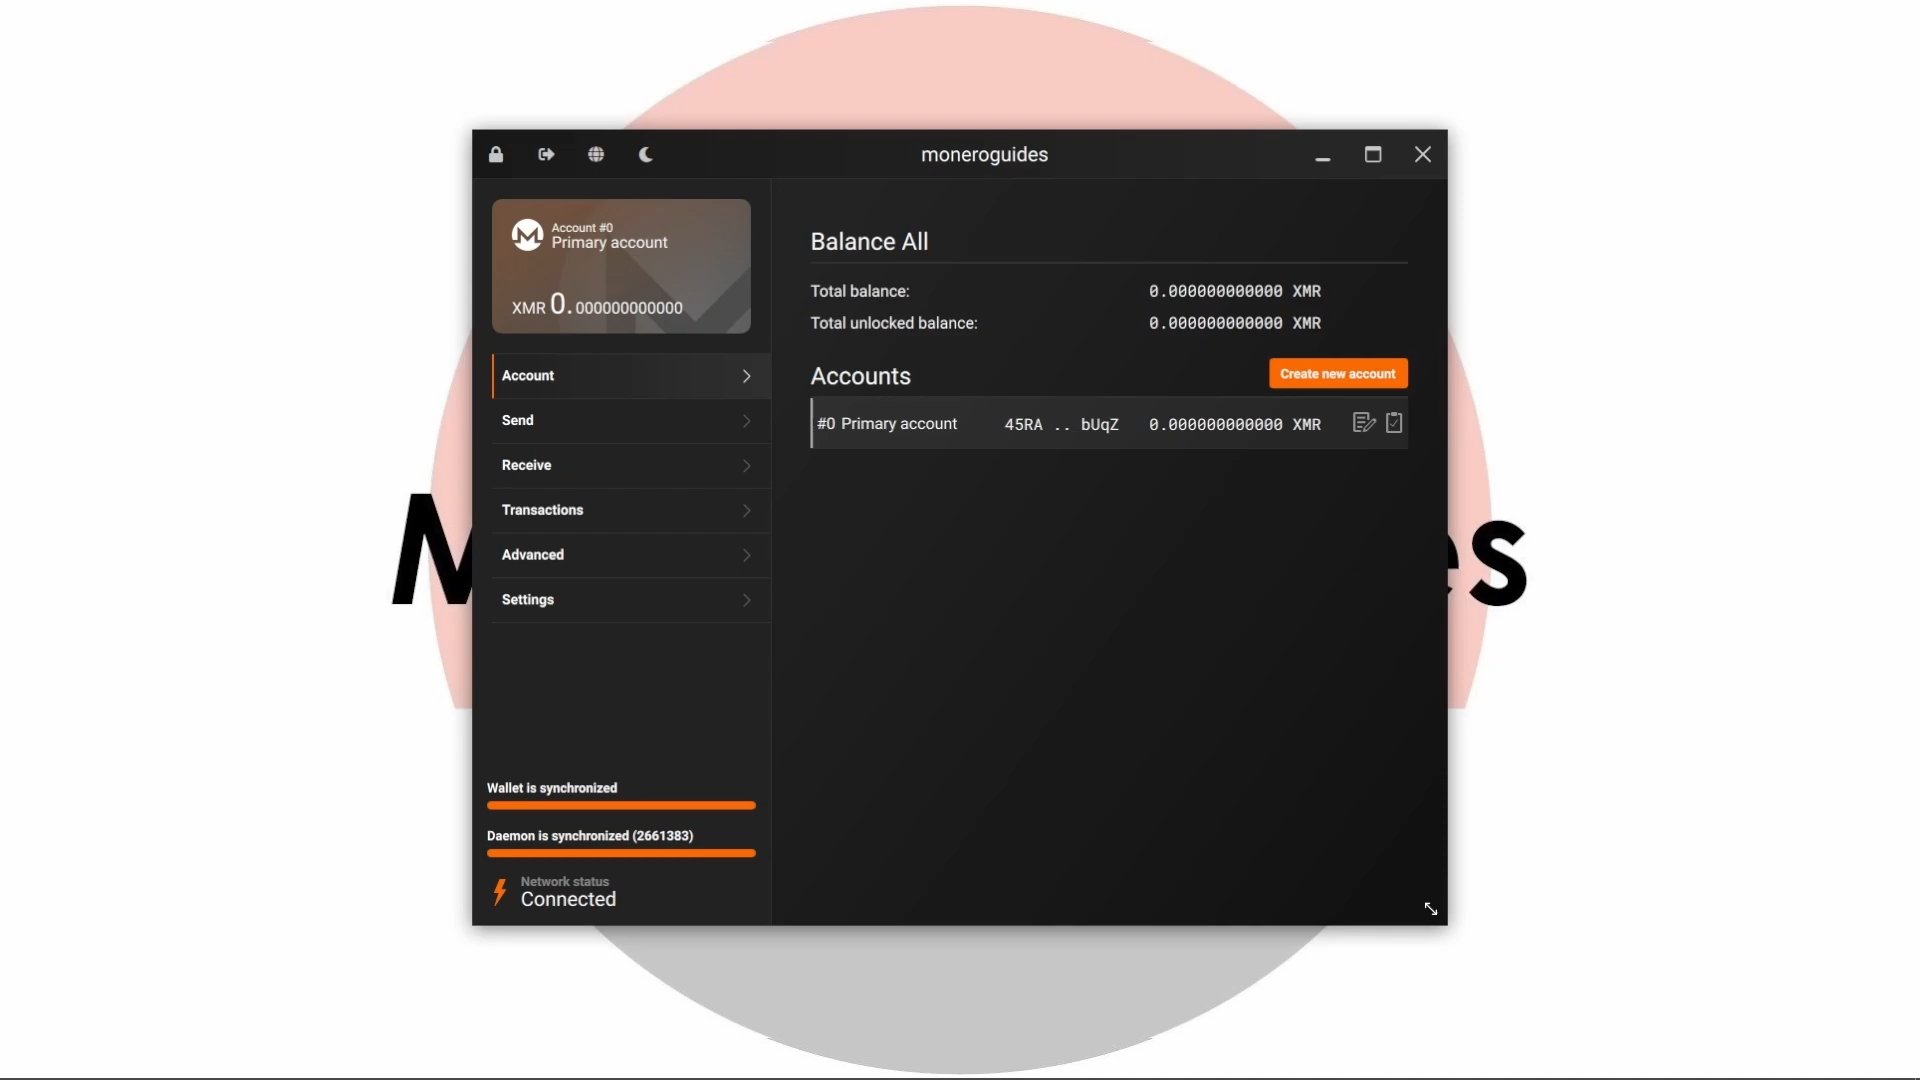 moneroguides
Account #0
Primary account
XMR 0.000000000000
Account
Send
Receive
Transactions
Advanced
Settings
Wallet is synchronized
Daemon is synchronized (2661383)
Network status
Connected
Balance All
Total balance: 0.000000000000 XMR
Total unlocked balance: 0.000000000000 XMR
Accounts
Create new account
#0 Primary account 45RA .. bUqZ 0.000000000000 XMR